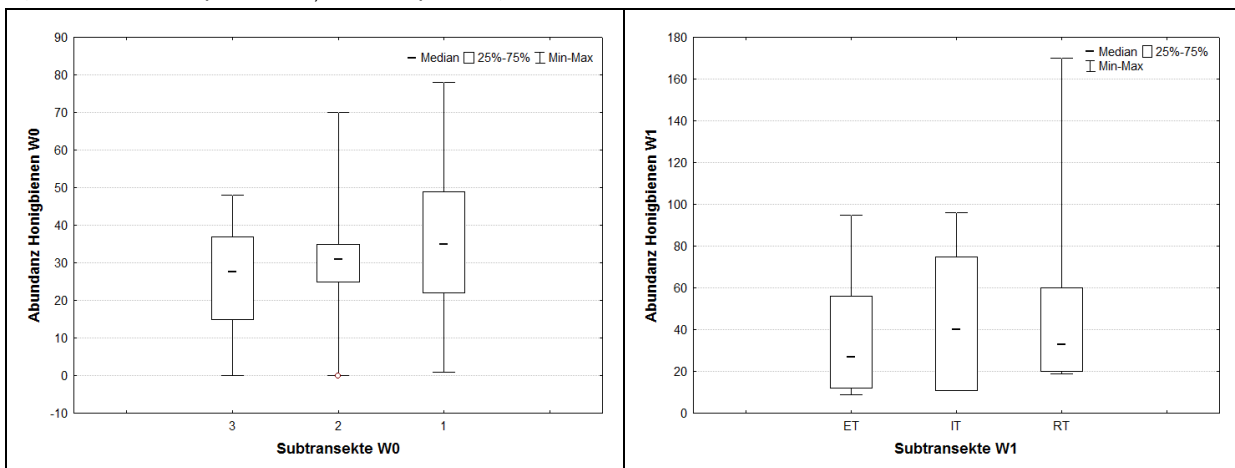 90
80
70
60
50
40
30
20
10
0
-10
Abundanz Honigbienen W0
Median 25%-75% Min-Max
3 2 1
Subtransekte W0
180
160
140
120
100
80
60
40
20
0
Abundanz Honigbienen W1
Median 25%-75%
Min-Max
ET IT RT
Subtransekte W1